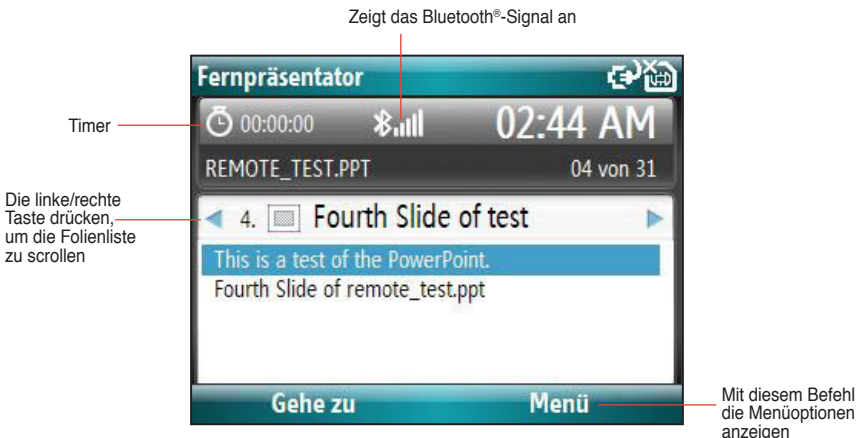 Zeigt das Bluetooth®-Signal an
Fernpräsentator
Timer
00:00:00
02:44 AM
REMOTE_TEST.PPT
04 von 31
Die linke/rechte
Taste drücken,
um die Folienliste
zu scrollen
4. Fourth Slide of test
This is a test of the PowerPoint.
Fourth Slide of remote_test.ppt
Gehe zu
Menü
Mit diesem Befehl
die Menüoptionen
anzeigen